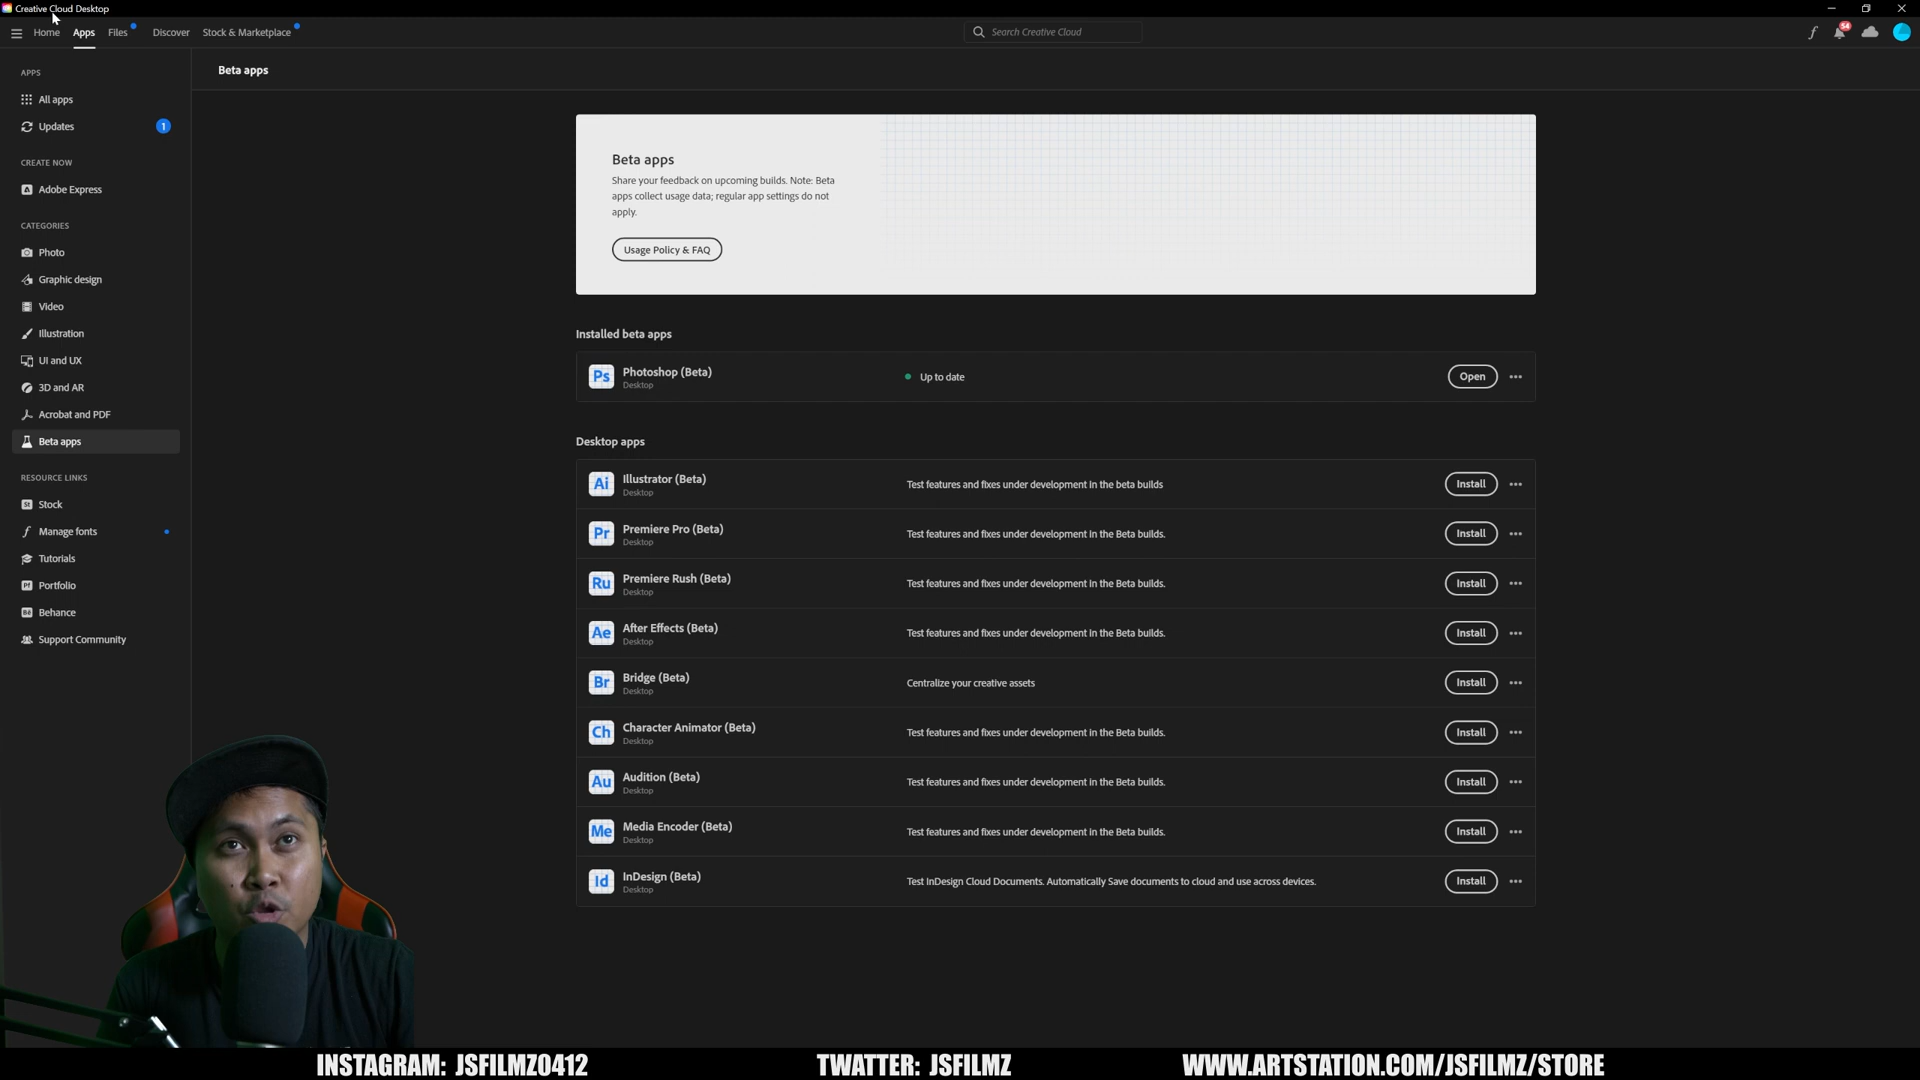 Creative Cloud Desktop
Home Apps Files Discover Stock & Marketplace
Search Creative Cloud
54
APPS
All apps
Updates 1
CREATE NOW
Adobe Express
CATEGORIES
Photo
Graphic design
Video
Illustration
UI and UX
3D and AR
Acrobat and PDF
Beta apps
RESOURCE LINKS
St Stock
Manage fonts
Tutorials
Pf Portfolio
Bē Behance
Support Community
Beta apps
Beta apps
Share your feedback on upcoming builds. Note: Beta
apps collect usage data; regular app settings do not
apply.
Usage Policy & FAQ
Installed beta apps
Ps Photoshop (Beta) Up to date Open
Desktop
Desktop apps
Ai Illustrator (Beta) Test features and fixes under development in the beta builds Install
Desktop
Pr Premiere Pro (Beta) Test features and fixes under development in the Beta builds. Install
Desktop
Ru Premiere Rush (Beta) Test features and fixes under development in the Beta builds. Install
Desktop
Ae After Effects (Beta) Test features and fixes under development in the Beta builds. Install
Desktop
Br Bridge (Beta) Centralize your creative assets Install
Desktop
Ch Character Animator (Beta) Test features and fixes under development in the Beta builds. Install
Desktop
Au Audition (Beta) Test features and fixes under development in the Beta builds. Install
Desktop
Me Media Encoder (Beta) Test features and fixes under development in the Beta builds. Install
Desktop
Id InDesign (Beta) Test InDesign Cloud Documents. Automatically Save documents to cloud and use across devices. Install
Desktop
INSTAGRAM: JSFILMZ0412 TWATTER: JSFILMZ WWW.ARTSTATION.COM/JSFILMZ/STORE